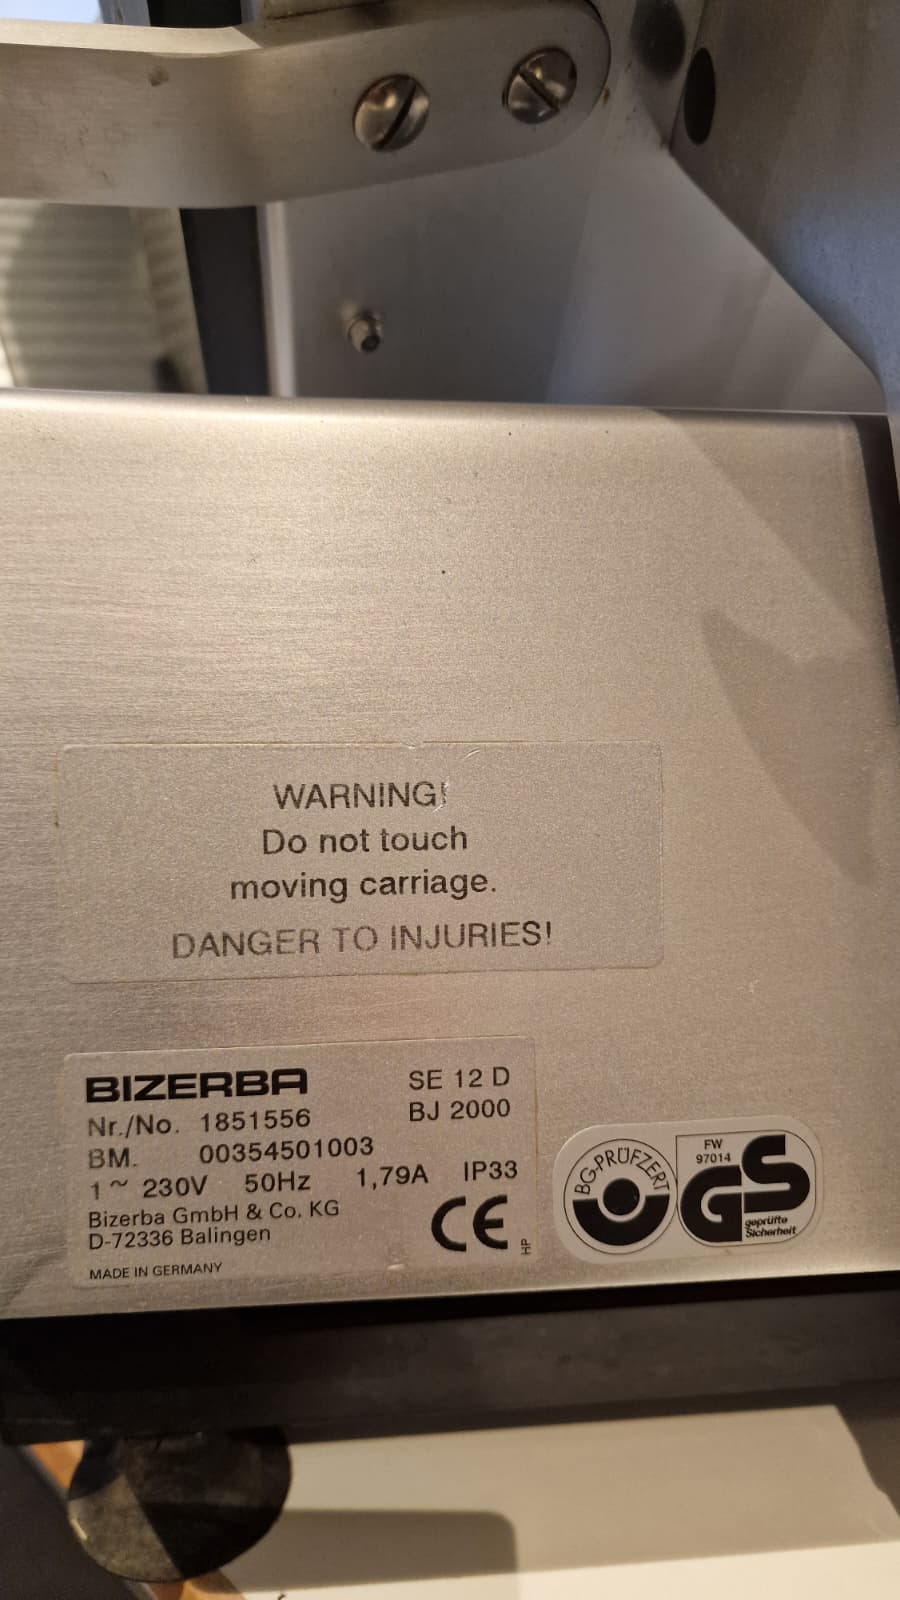 WARNING!
Do not touch
moving carriage.
DANGER TO INJURIES!
BIZERBA SE 12 D
Nr./No. 1851556 BJ 2000
BM. 00354501003
1~ 230V 50Hz 1,79A IP33
Bizerba GmbH & Co. KG
D-72336 Balingen
CE
HP
MADE IN GERMANY
BG-PRÜFZERT
FW
97014
GS
geprüfte
Sicherheit